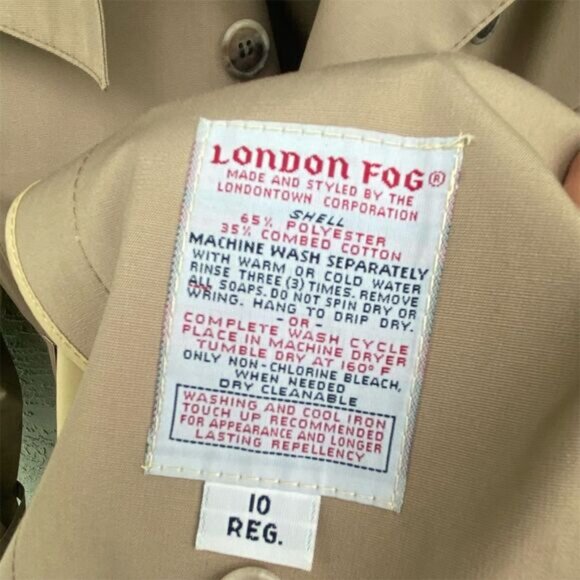 LONDON FOG®
MADE AND STYLED BY THE
LONDONTOWN CORPORATION
SHELL
65% POLYESTER
35% COMBED COTTON
MACHINE WASH SEPARATELY
WITH WARM OR COLD WATER
RINSE THREE (3) TIMES. REMOVE
ALL SOAPS. DO NOT SPIN DRY OR
WRING. HANG TO DRIP DRY.
-OR-
COMPLETE WASH CYCLE
PLACE IN MACHINE DRYER
TUMBLE DRY AT 160° F
ONLY NON-CHLORINE BLEACH,
WHEN NEEDED
DRY CLEANABLE
WASHING AND COOL IRON
TOUCH UP RECOMMENDED
FOR APPEARANCE AND LONGER
LASTING REPELLENCY
10
REG.